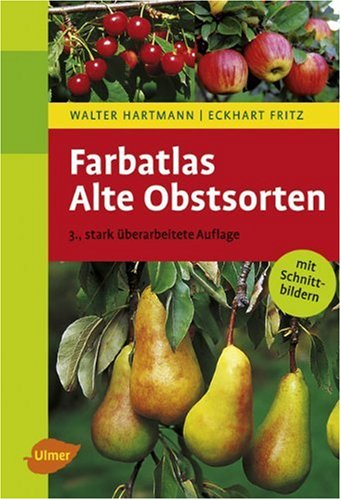 WALTER HARTMANN | ECKHART FRITZ
Farbatlas
Alte Obstsorten
3., stark überarbeitete Auflage
mit
Schnitt-
bildern
Ulmer